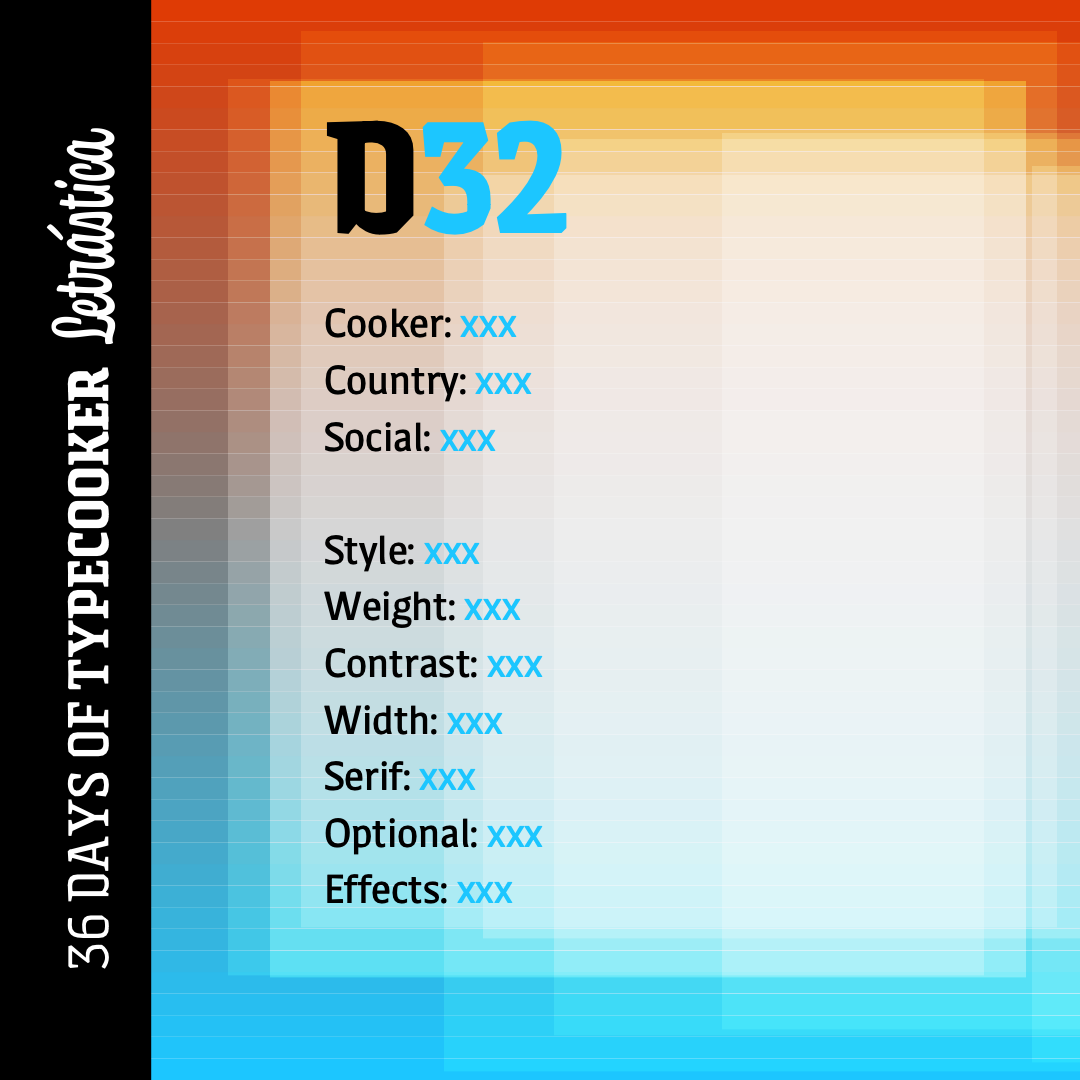 36 DAYS OF TYPECOOKER Letrástica
D32
Cooker: xxx
Country: xxx
Social: xxx
Style: xxx
Weight: xxx
Contrast: xxx
Width: xxx
Serif: xxx
Optional: xxx
Effects: xxx